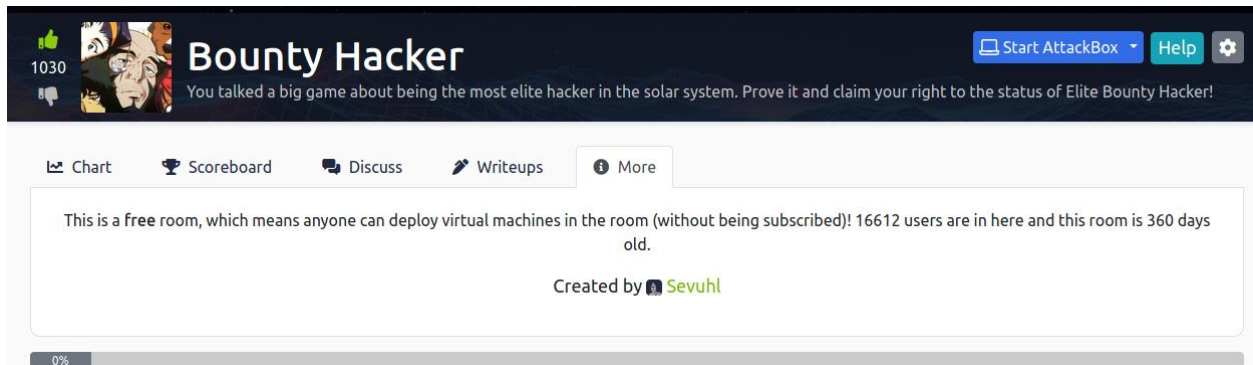 1030
Bounty Hacker
You talked a big game about being the most elite hacker in the solar system. Prove it and claim your right to the status of Elite Bounty Hacker!
Start AttackBox
Help
Chart
Scoreboard
Discuss
Writeups
More
This is a free room, which means anyone can deploy virtual machines in the room (without being subscribed)! 16612 users are in here and this room is 360 days
old.
Created by Sevuhl
0%